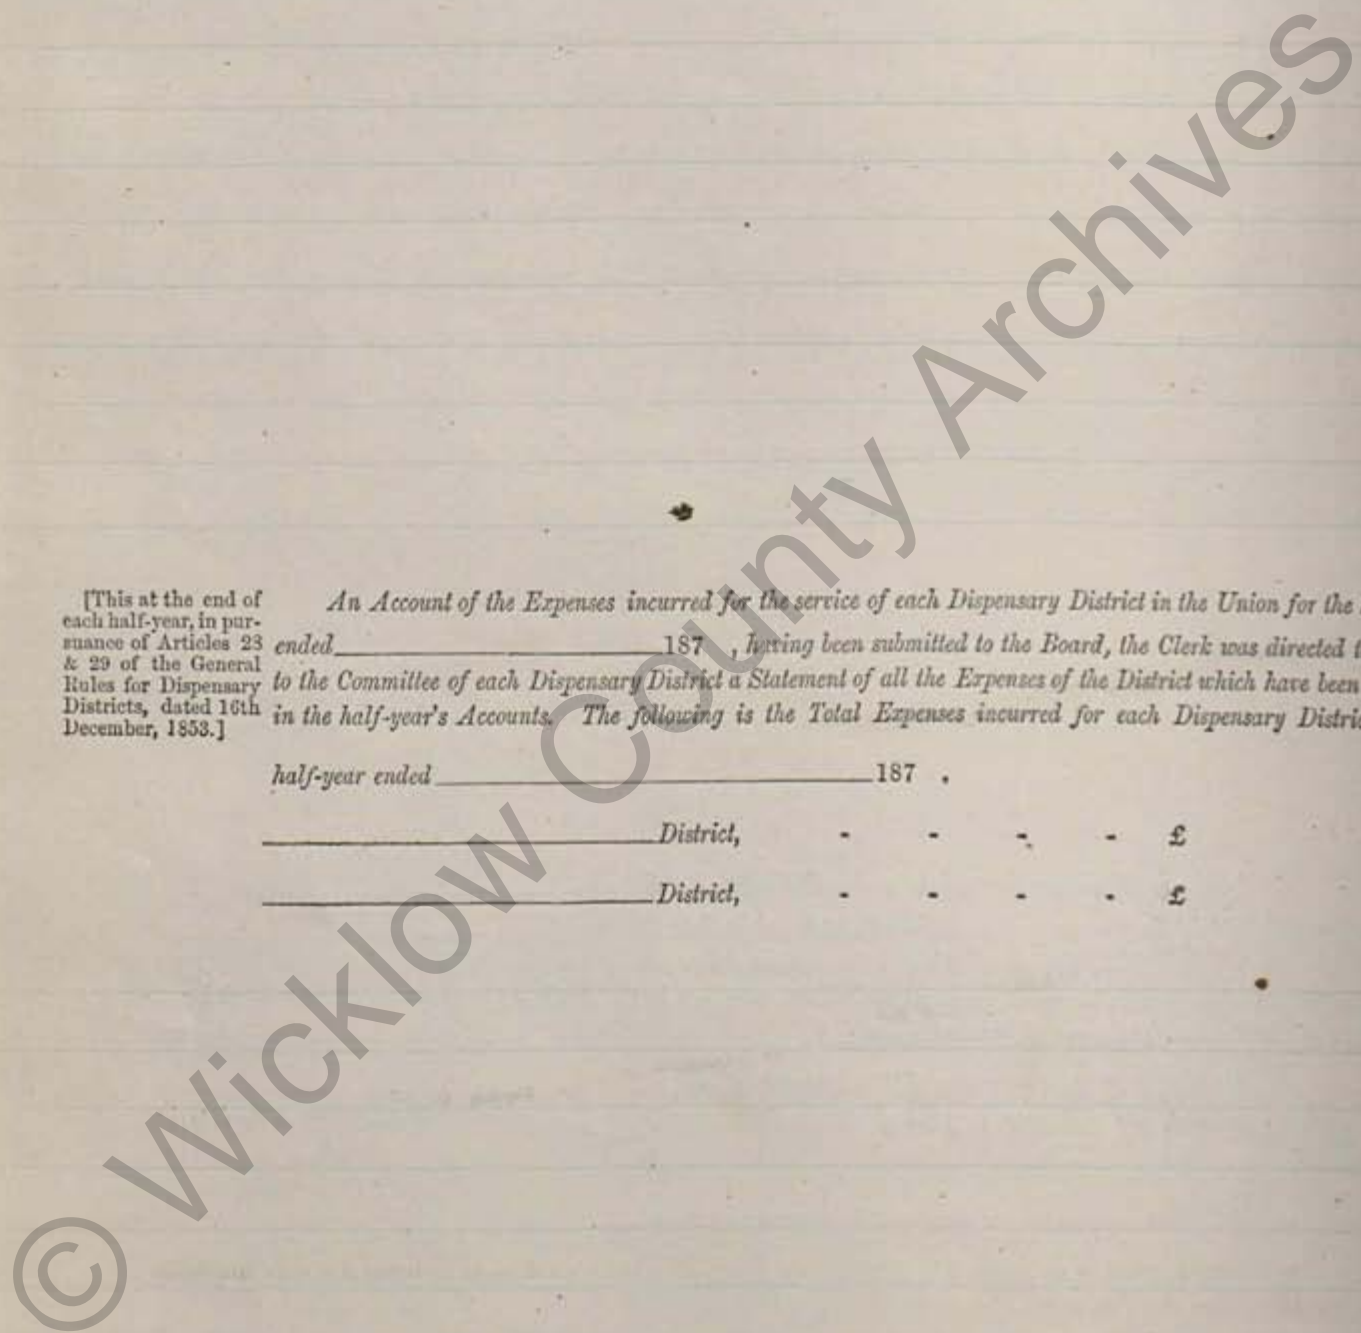 [This at the end of
each half-year, in pur-
suance of Articles 23
& 29 of the General
Rules for Dispensary
Districts, dated 16th
December, 1853.]
An Account of the Expenses incurred for the service of each Dispensary District in the Union for the
ended 187 , having been submitted to the Board, the Clerk was directed t
to the Committee of each Dispensary District a Statement of all the Expenses of the District which have been
in the half-year's Accounts. The following is the Total Expenses incurred for each Dispensary Distric
half-year ended 187 .
District, - - - - £
District, - - - - £
© Wicklow County Archives